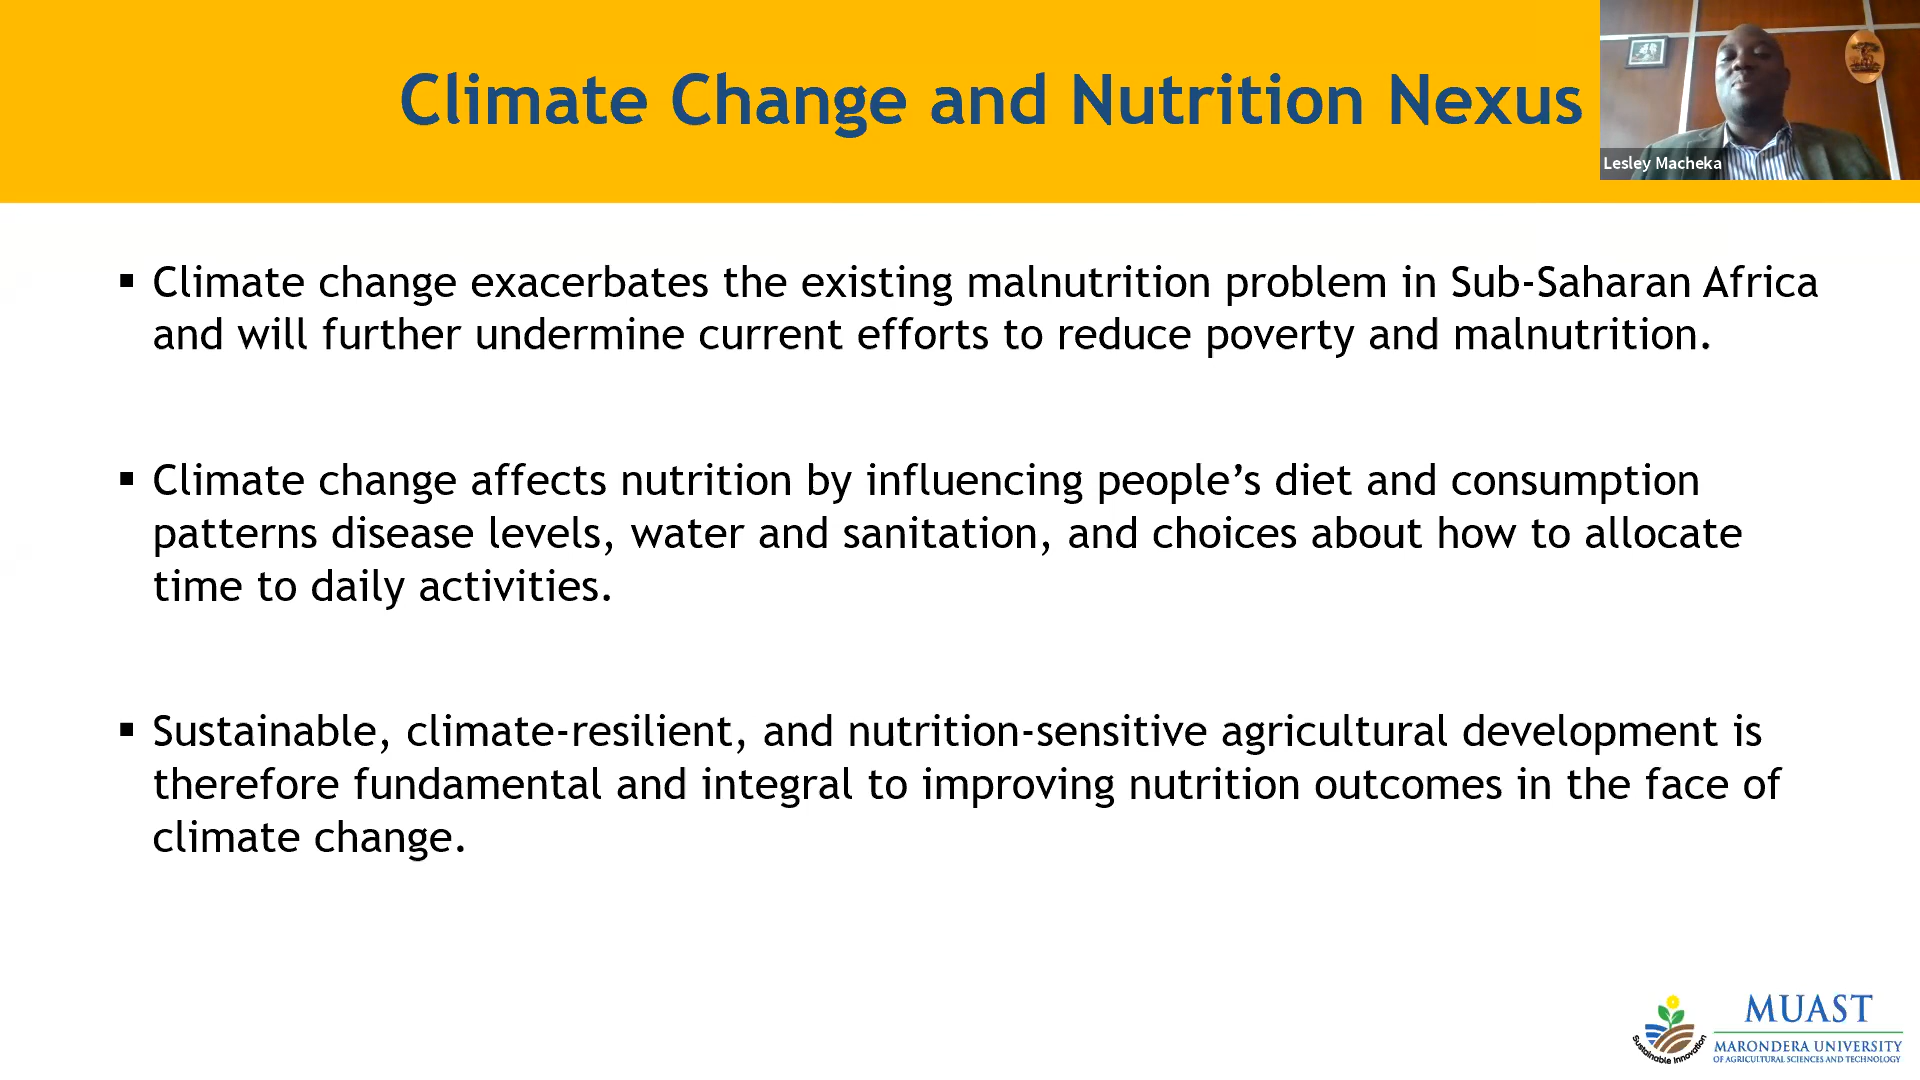 Climate Change and Nutrition Nexus
Lesley Macheka
▪ Climate change exacerbates the existing malnutrition problem in Sub-Saharan Africa
and will further undermine current efforts to reduce poverty and malnutrition.
▪ Climate change affects nutrition by influencing people’s diet and consumption
patterns disease levels, water and sanitation, and choices about how to allocate
time to daily activities.
▪ Sustainable, climate-resilient, and nutrition-sensitive agricultural development is
therefore fundamental and integral to improving nutrition outcomes in the face of
climate change.
Sustainable Innovation
MUAST
MARONDERA UNIVERSITY
OF AGRICULTURAL SCIENCES AND TECHNOLOGY